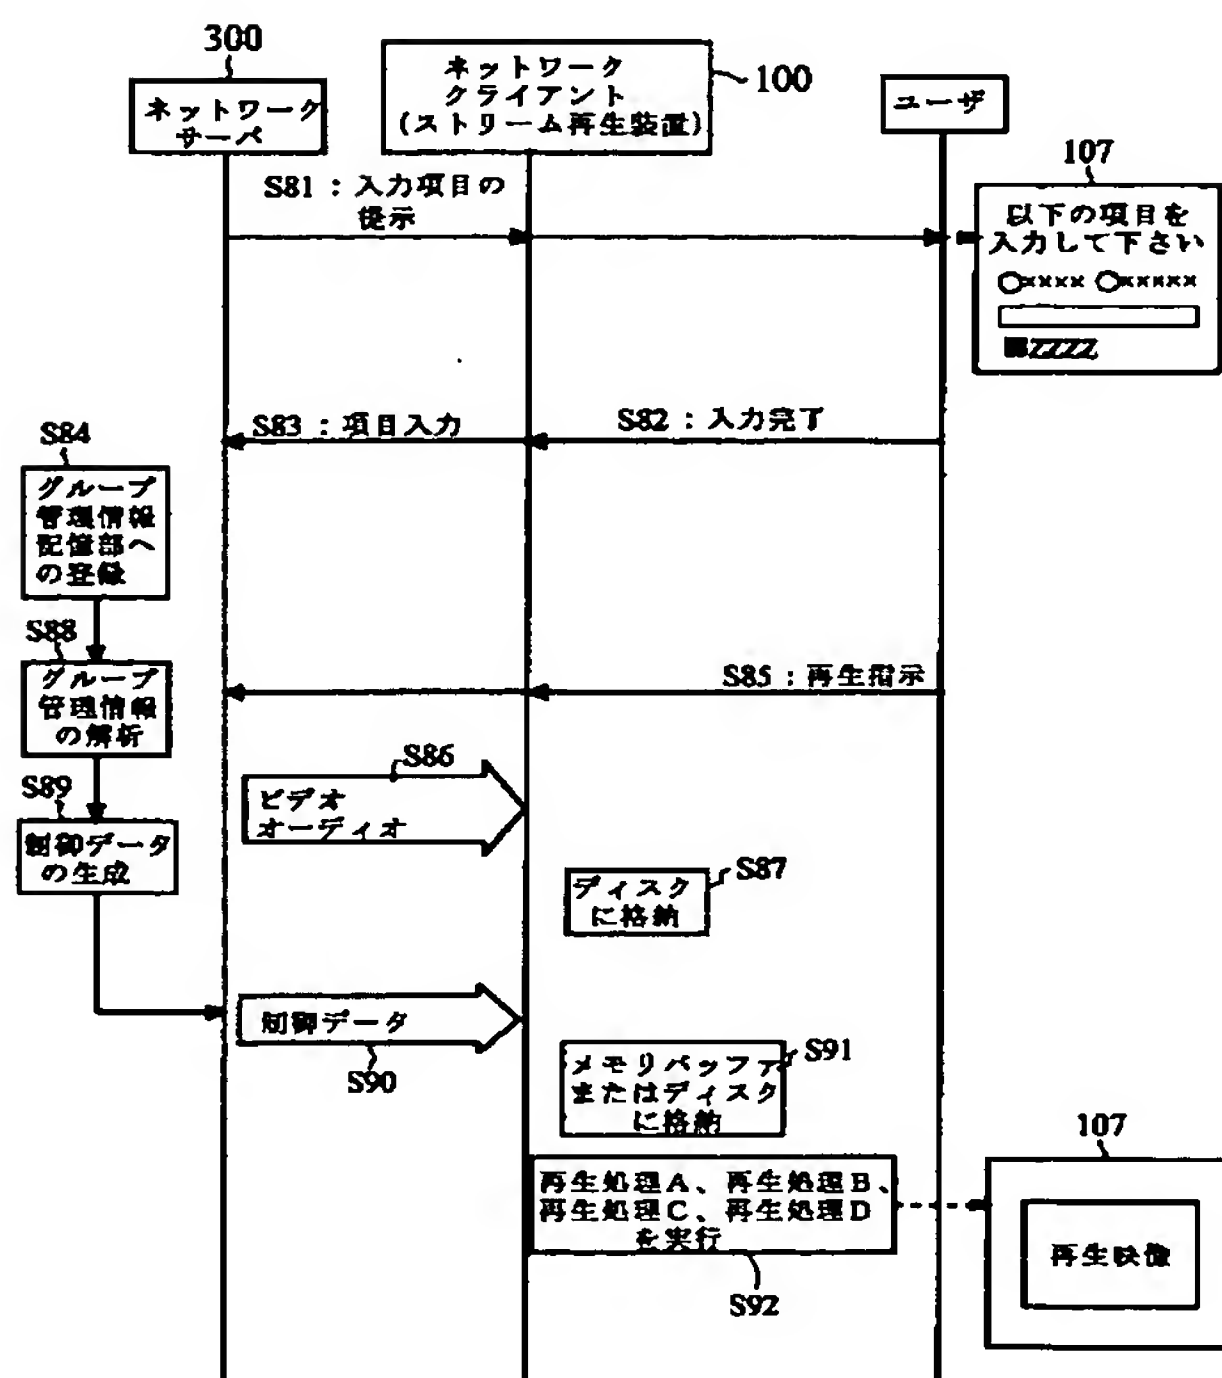 300
ネットワーク
サーバ
ネットワーク
クライアント
(ストリーム再生装置)
100
ユーザ
107
以下の項目を
入力して下さい
○×××× ○×××××
ZZZZ
S81：入力項目の
提示
S83：項目入力
S82：入力完了
S84
グループ
管理情報
記憶部へ
の登録
S88
グループ
管理情報
の解析
S85：再生指示
S86
ビデオ
オーディオ
S89
制御データ
の生成
S87
ディスク
に格納
制御データ
S90
S91
メモリバッファ
またはディスク
に格納
再生処理A、再生処理B、
再生処理C、再生処理D
を実行
S92
107
再生映像